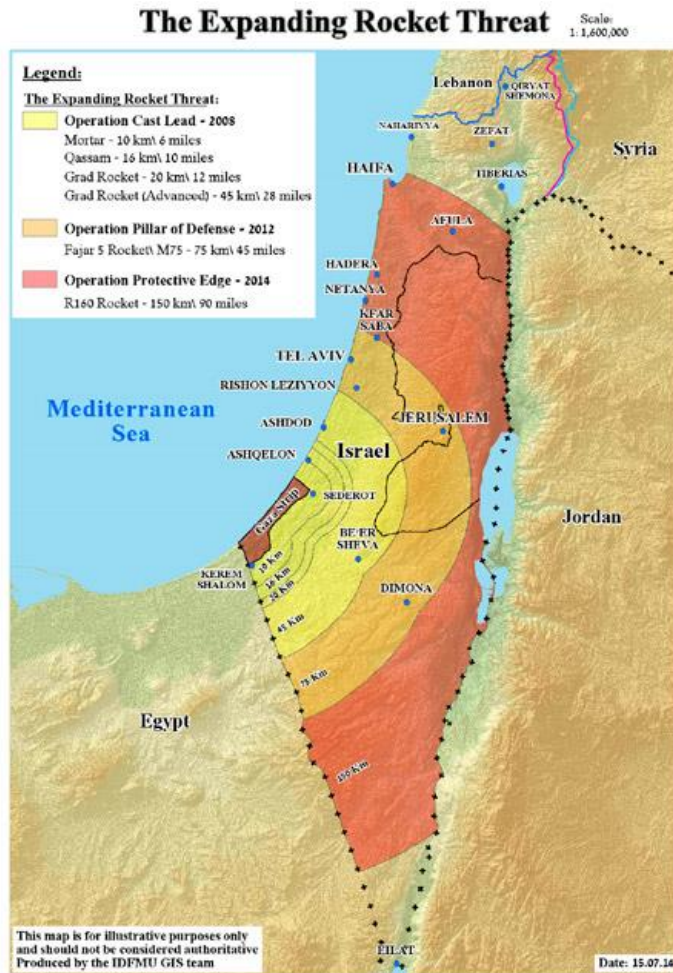 The Expanding Rocket Threat
Scale:
1: 1,600,000
Legend:
The Expanding Rocket Threat:
Operation Cast Lead - 2008
Mortar - 10 km\ 6 miles
Qassam - 16 km\ 10 miles
Grad Rocket - 20 km\ 12 miles
Grad Rocket (Advanced) - 45 km\ 28 miles
Operation Pillar of Defense - 2012
Fajar 5 Rocket\ M75 - 75 km\ 45 miles
Operation Protective Edge - 2014
R160 Rocket - 150 km\ 90 miles
Lebanon
QIRYAT
SHEMONA
NAHARIYYA
ZEFAT
Syria
HAIFA
TIBERIAS
AFULA
HADERA
NETANYA
KFAR
SABA
TEL AVIV
RISHON LEZIYYON
Mediterranean
Sea
ASHDOD
JERUSALEM
Israel
ASHQELON
SEDEROT
Gaza Strip
Jordan
BE'ER
SHEVA
KEREM
SHALOM
10 Km
16 Km
20 Km
DIMONA
45 Km
75 Km
Egypt
150 Km
EILAT
This map is for illustrative purposes only
and should not be considered authoritative
Produced by the IDFMU GIS team
Date: 15.07.14